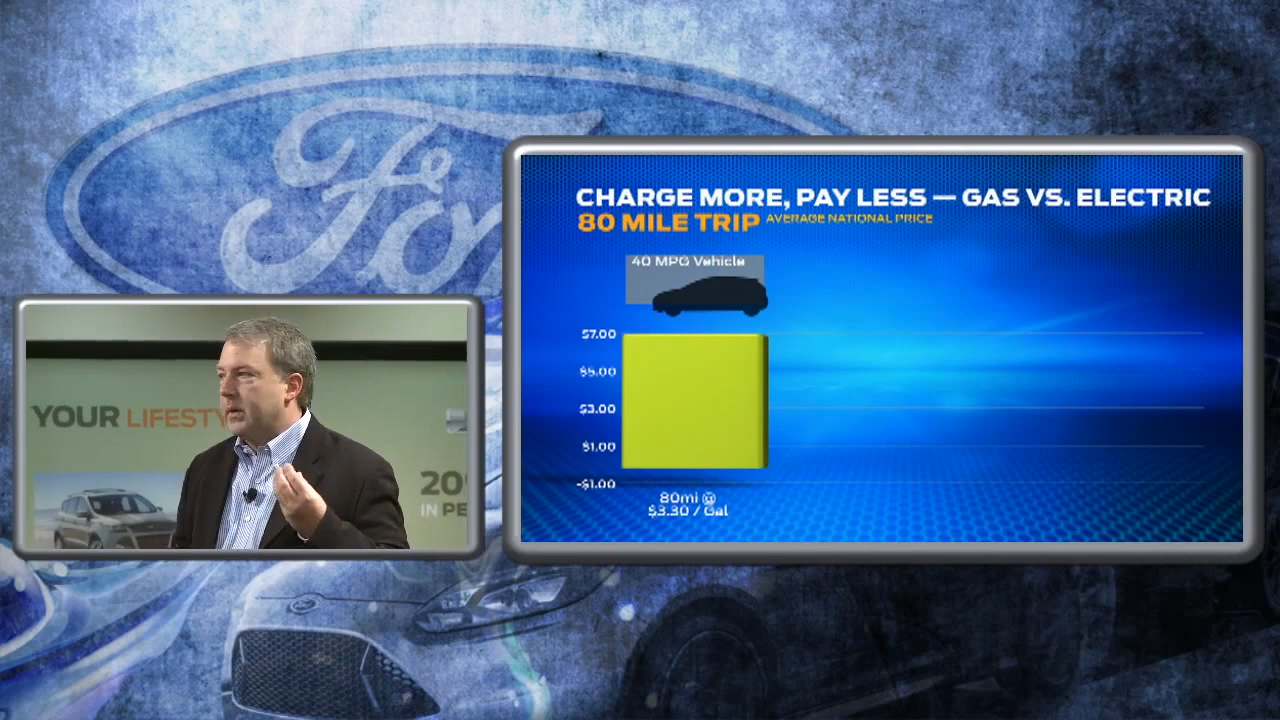 Ford
CHARGE MORE, PAY LESS — GAS VS. ELECTRIC
80 MILE TRIP AVERAGE NATIONAL PRICE
40 MPG Vehicle
$7.00
$5.00
$3.00
$1.00
-$1.00
80mi @
$3.30 / Gal
YOUR LIFESTY
20
IN PE